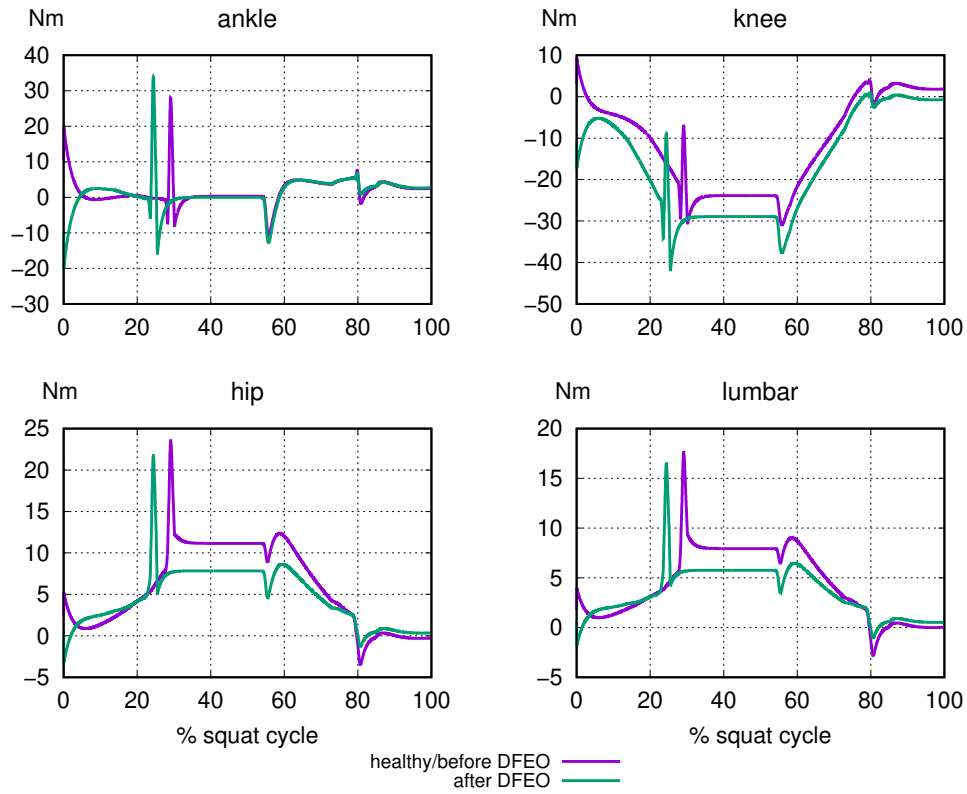 Nm ankle
40
30
20
10
0
−10
−20
−30
0 20 40 60 80 100
Nm knee
10
0
−10
−20
−30
−40
−50
0 20 40 60 80 100
Nm hip
25
20
15
10
5
0
−5
0 20 40 60 80 100
% squat cycle
Nm lumbar
20
15
10
5
0
−5
0 20 40 60 80 100
% squat cycle
healthy/before DFEO
after DFEO